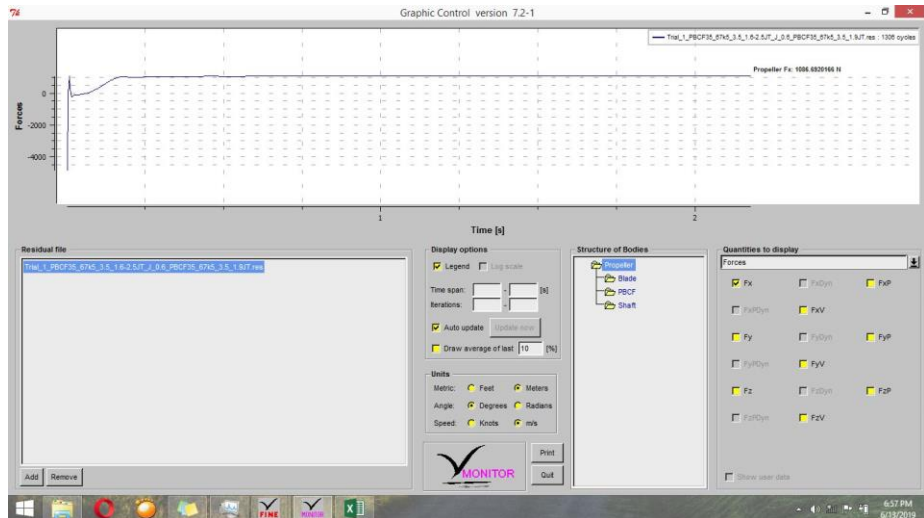 Graphic Control version 7.2-1
Trial_1_PBCF35_67k5_3.5_1.6-2.5JT_J_0.6_PBCF35_67k5_3.5_1.9JT.res : 1306 cycles
Propeller Fx: 1086.6820166 N
Forces
0
-2000
-4000
1
2
Time [s]
Residual file
Trial_1_PBCF35_67k5_3.5_1.6-2.5JT_J_0.6_PBCF35_67k5_3.5_1.9JT.res
Add Remove
Display options
Legend Log scale
Time span: - [s]
Iterations: -
Auto update Update now
Draw average of last 10 [%]
Units
Metric: Feet Meters
Angle: Degrees Radians
Speed: Knots m/s
MONITOR
Print
Quit
Structure of Bodies
Propeller
Blade
PBCF
Shaft
Quantities to display
Forces
Fx FxDyn FxP
FxPDyn FxV
Fy FyDyn FyP
FyPDyn FyV
Fz FzDyn FzP
FzPDyn FzV
Show user data
FINE MONITOR
6:57 PM
6/13/2019